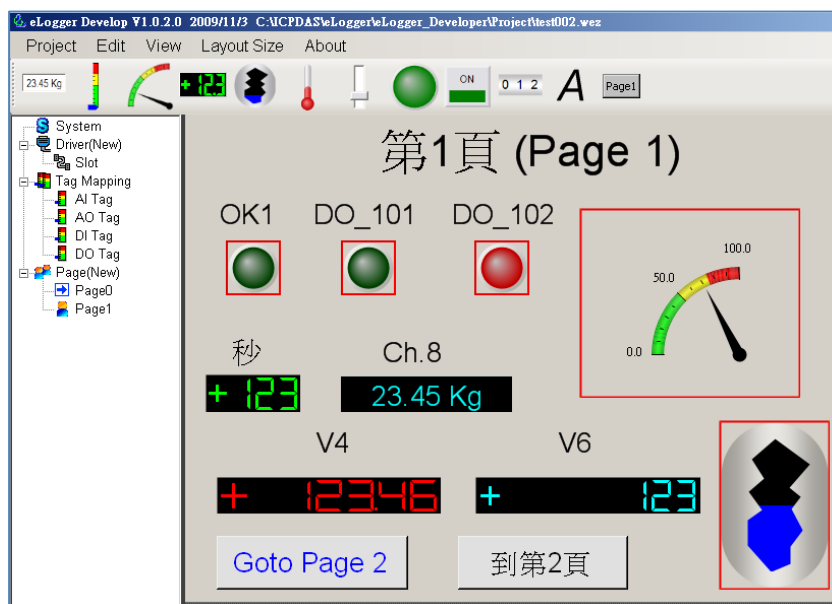 eLogger Develop V1.0.2.0 2009/11/3 C:\ICPDAS\eLogger\eLogger_Developer\Project\test002.wez
Project Edit View Layout Size About
23.45 Kg +12.3 ON 0 1 2 A Page1
System
Driver(New)
Slot
Tag Mapping
AI Tag
AO Tag
DI Tag
DO Tag
Page(New)
Page0
Page1
第1頁 (Page 1)
OK1 DO_101 DO_102
0.0 50.0 100.0
秒 Ch.8
+123 23.45 Kg
V4 V6
+ 123.46 + 123
Goto Page 2 到第2頁